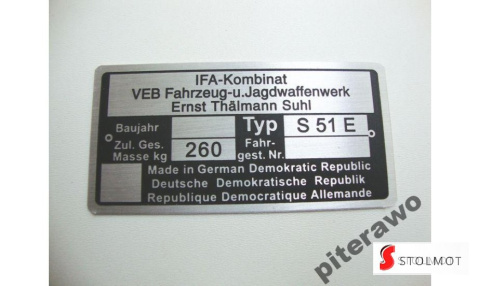 IFA-Kombinat
VEB Fahrzeug-u.Jagdwaffenwerk
Ernst Thälmann Suhl
Baujahr Typ S 51 E
Zul. Ges. Masse kg 260 Fahr-gest. Nr.
Made in German Demokratic Republic
Deutsche Demokratische Republik
Republique Democratique Allemande
piterawo
S STOLMOT